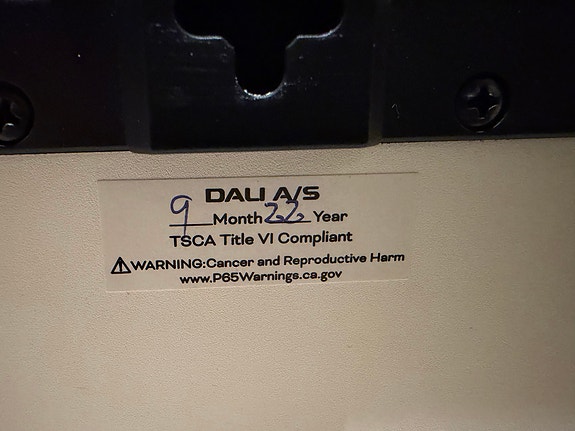 DALI A/S
9 Month 22 Year
TSCA Title VI Compliant
⚠WARNING:Cancer and Reproductive Harm
www.P65Warnings.ca.gov